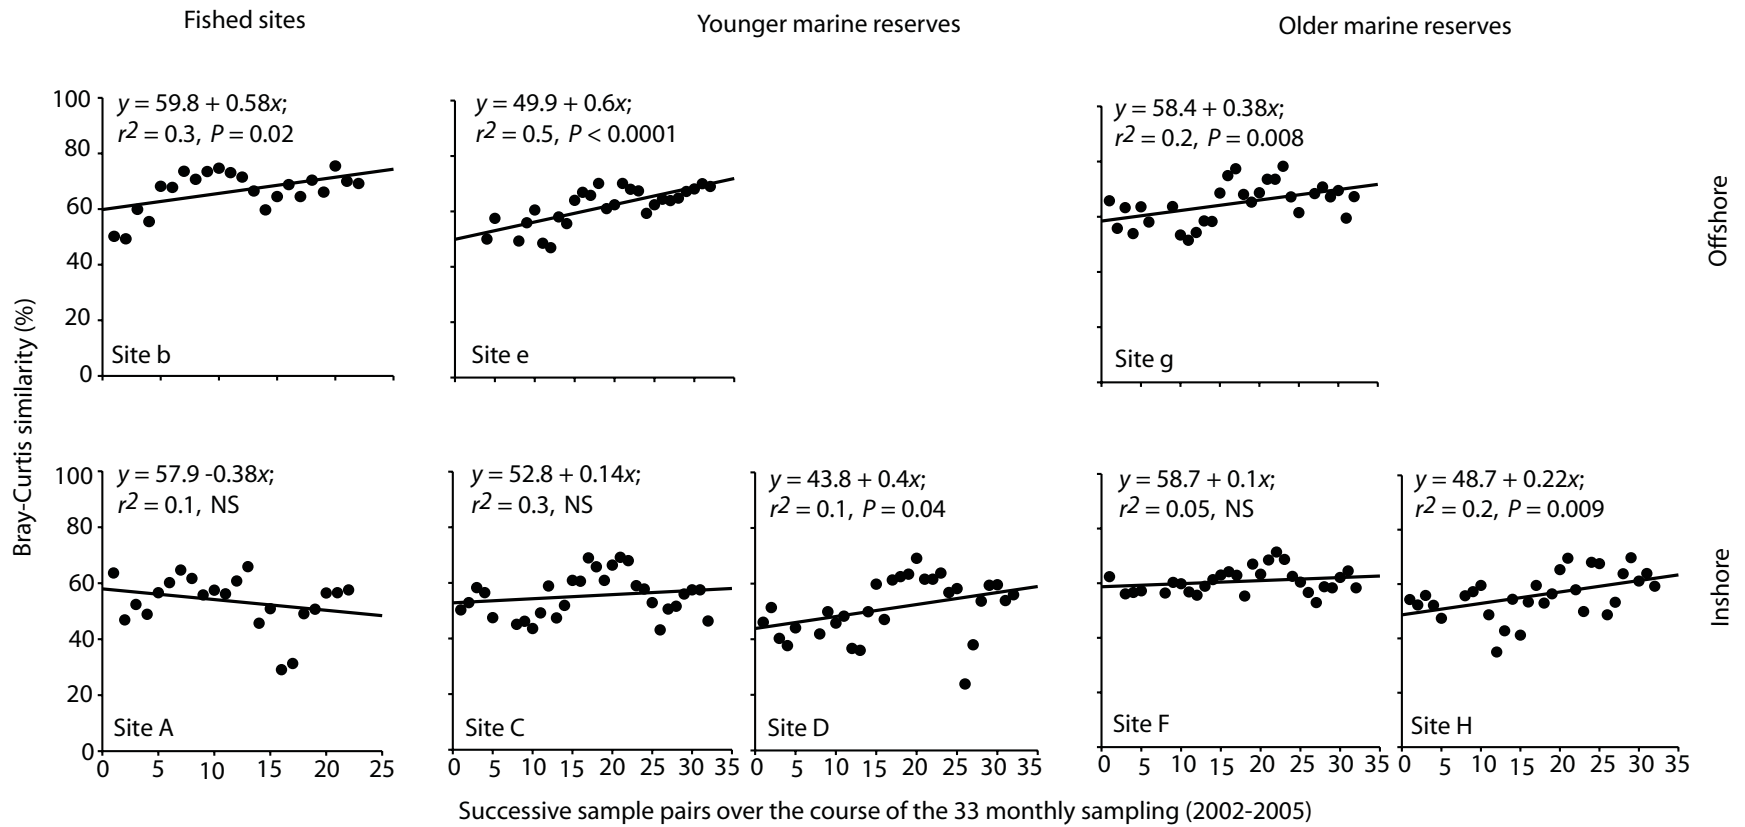 Fished sites
Younger marine reserves
Older marine reserves
y = 59.8 + 0.58x;
r2 = 0.3, P = 0.02
y = 49.9 + 0.6x;
r2 = 0.5, P < 0.0001
y = 58.4 + 0.38x;
r2 = 0.2, P = 0.008
100
80
60
40
20
0
Site b
Site e
Site g
Offshore
Bray-Curtis similarity (%)
y = 57.9 -0.38x;
r2 = 0.1, NS
y = 52.8 + 0.14x;
r2 = 0.3, NS
y = 43.8 + 0.4x;
r2 = 0.1, P = 0.04
y = 58.7 + 0.1x;
r2 = 0.05, NS
y = 48.7 + 0.22x;
r2 = 0.2, P = 0.009
100
80
60
40
20
0
Site A
Site C
Site D
Site F
Site H
Inshore
0 5 10 15 20 25
0 5 10 15 20 25 30 35
0 5 10 15 20 25 30 35
0 5 10 15 20 25 30 35
0 5 10 15 20 25 30 35
Successive sample pairs over the course of the 33 monthly sampling (2002-2005)